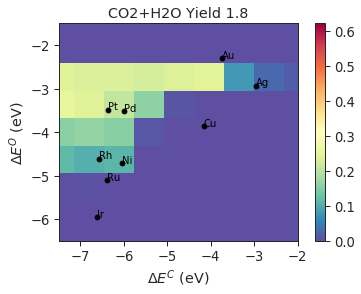 CO2+H2O Yield 1.8
ΔE^O (eV)
−2
−3
−4
−5
−6
Au
Ag
Pt
Pd
Cu
Rh
Ni
Ru
Ir
−7
−6
−5
−4
−3
−2
ΔE^C (eV)
0.6
0.5
0.4
0.3
0.2
0.1
0.0